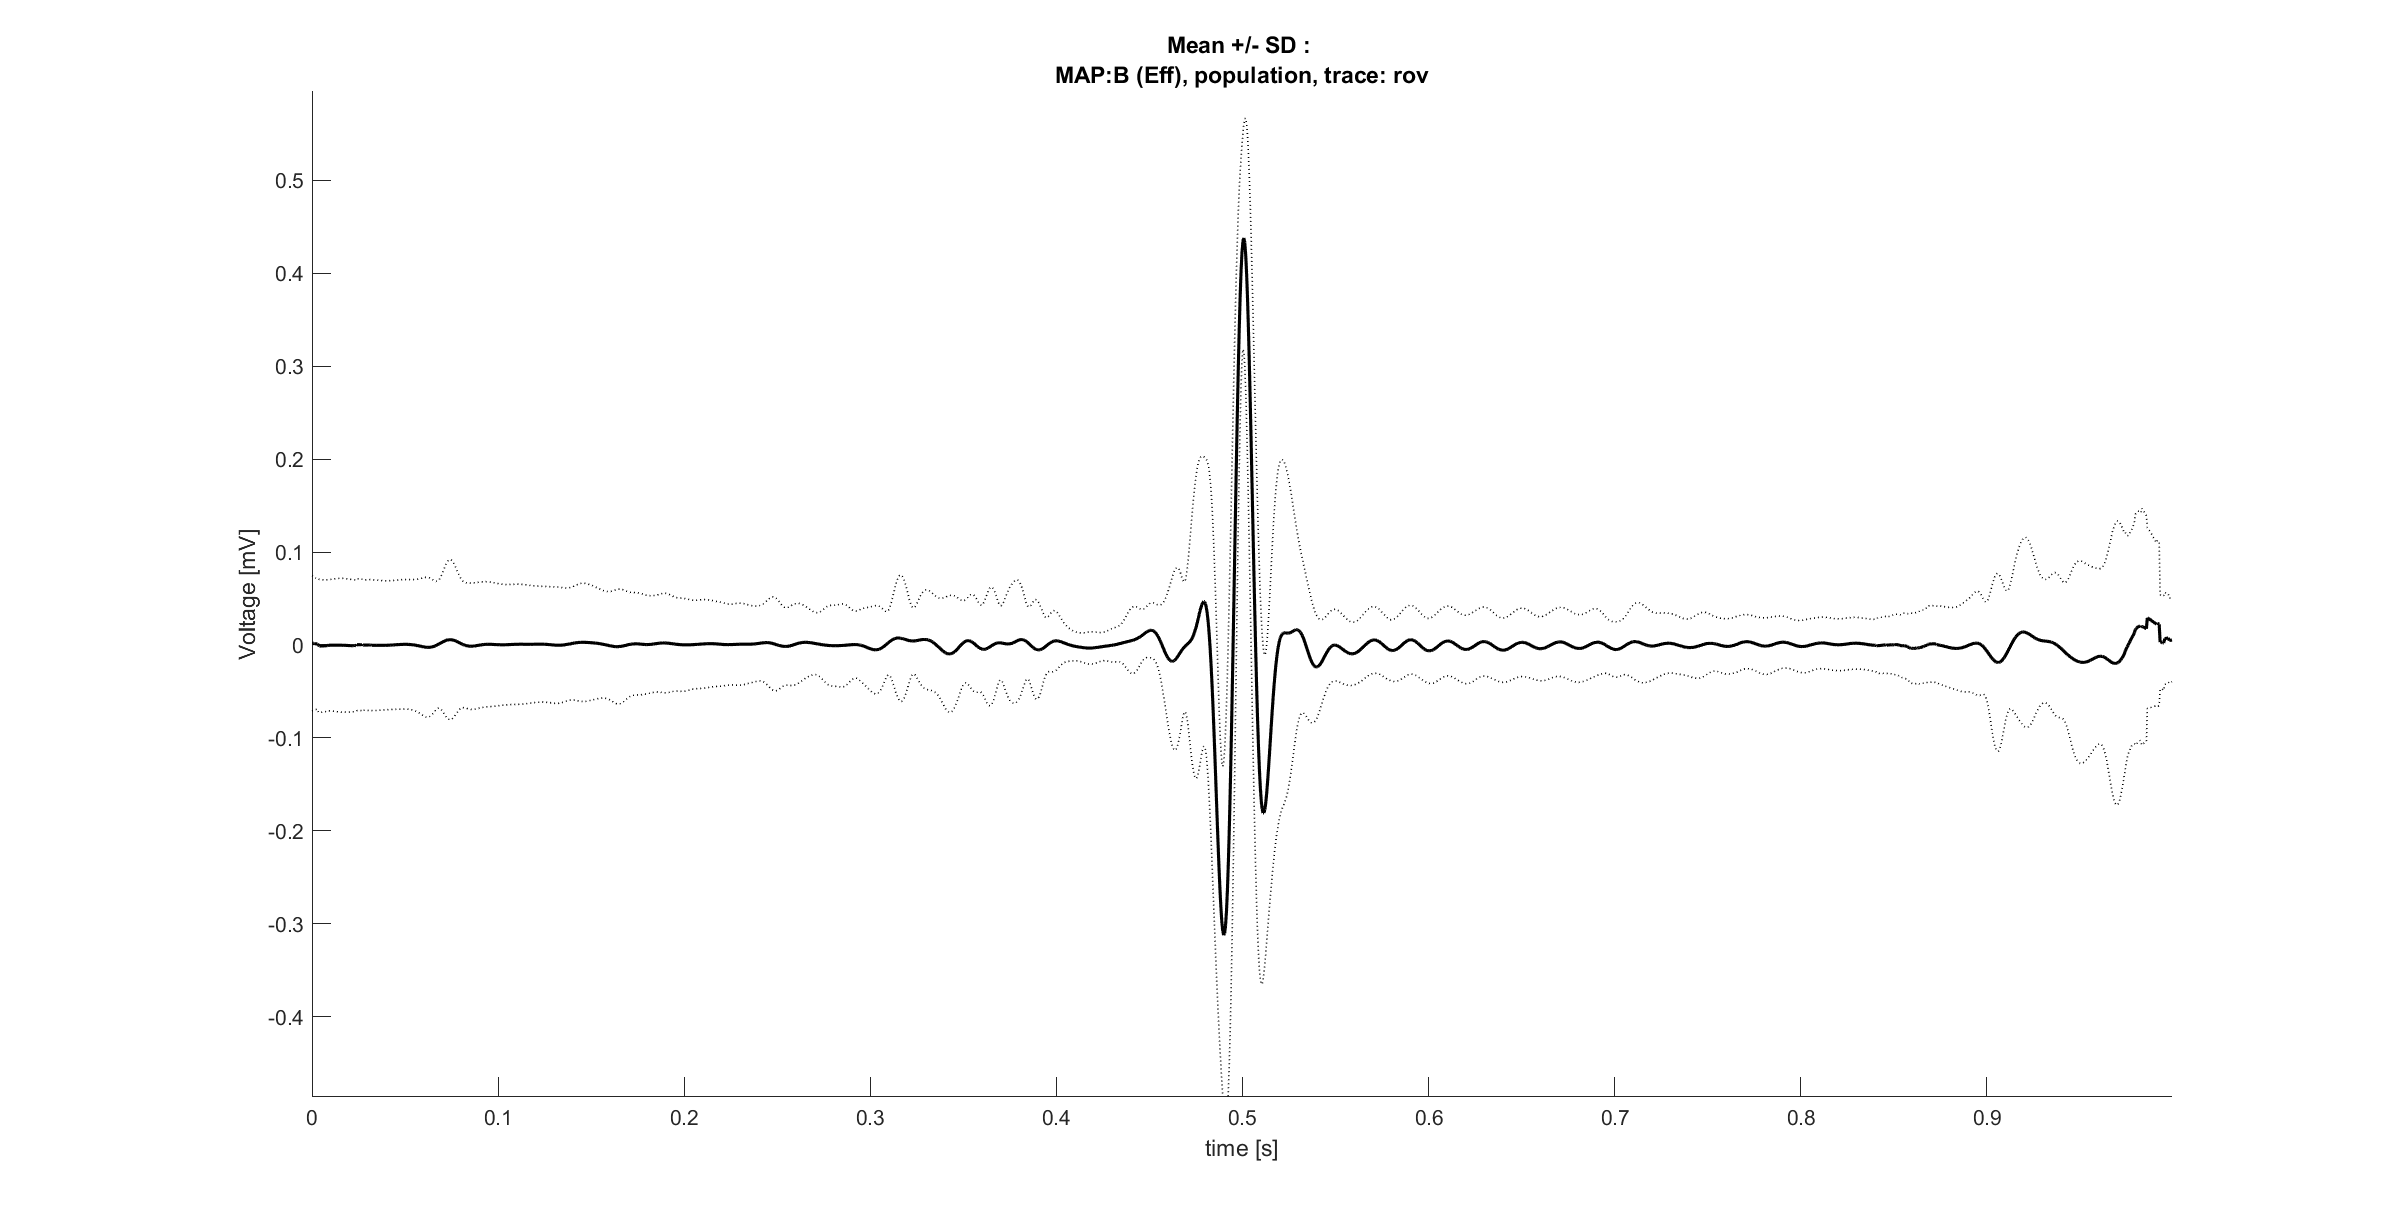 Mean +/- SD :
MAP:B (Eff), population, trace: rov
0.5
0.4
0.3
0.2
0.1
0
-0.1
-0.2
-0.3
-0.4
Voltage [mV]
0 0.1 0.2 0.3 0.4 0.5 0.6 0.7 0.8 0.9
time [s]